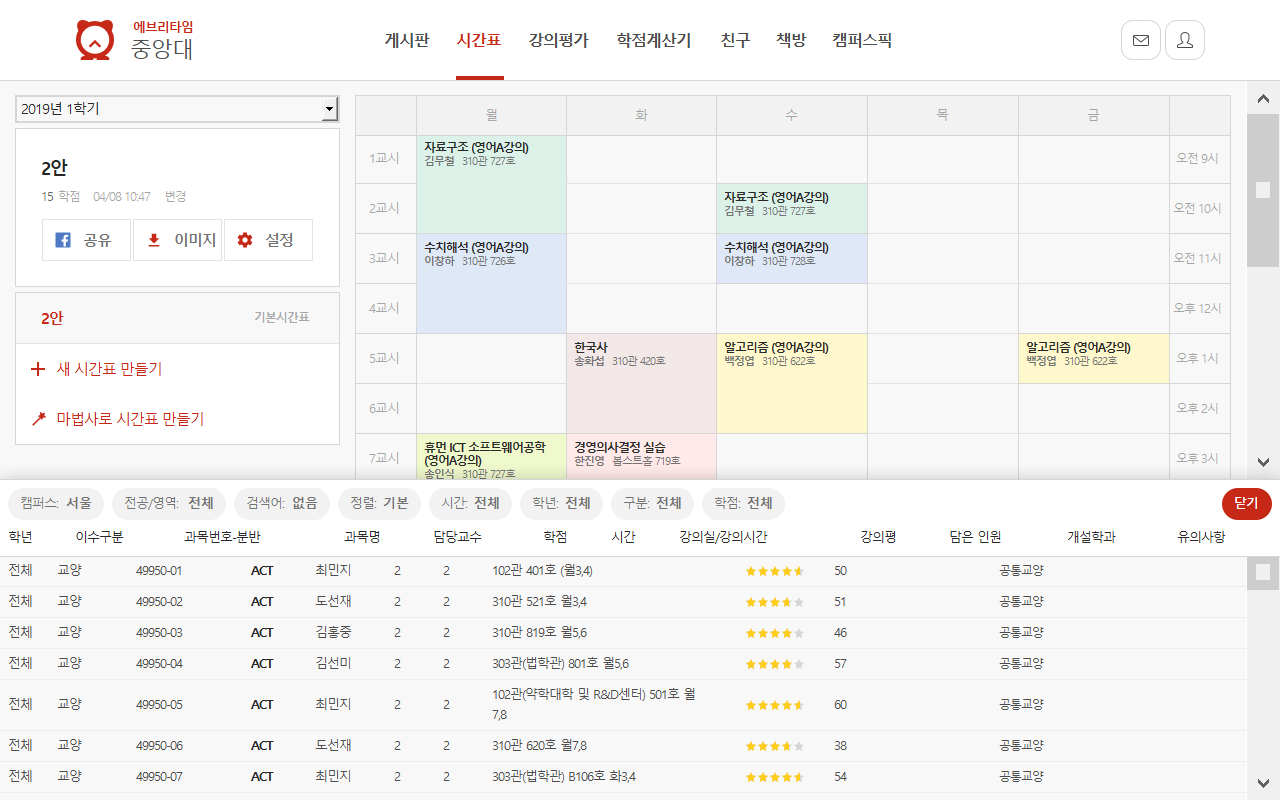 에브리타임
중앙대
게시판 시간표 강의평가 학점계산기 친구 책방 캠퍼스픽
2019년 1학기
2안
15 학점 04/08 10:47 변경
공유 이미지 설정
2안 기본시간표
새 시간표 만들기
마법사로 시간표 만들기
월 화 수 목 금
1교시 오전 9시
자료구조 (영어A강의)
김무철 310관 727호
2교시 오전 10시
자료구조 (영어A강의)
김무철 310관 727호
3교시 오전 11시
수치해석 (영어A강의) 수치해석 (영어A강의)
이창하 310관 726호 이창하 310관 728호
4교시 오후 12시
5교시 오후 1시
한국사 알고리즘 (영어A강의) 알고리즘 (영어A강의)
송화섭 310관 420호 백정엽 310관 622호 백정엽 310관 622호
6교시 오후 2시
7교시 오후 3시
휴먼 ICT 소프트웨어공학 경영의사결정 실습
(영어A강의) 한진영 봅스트홀 719호
송인식 310관 727호
캠퍼스: 서울 전공/영역: 전체 검색어: 없음 정렬: 기본 시간: 전체 학년: 전체 구분: 전체 학점: 전체 닫기
학년 이수구분 과목번호-분반 과목명 담당교수 학점 시간 강의실/강의시간 강의평 담은 인원 개설학과 유의사항
전체 교양 49950-01 ACT 최민지 2 2 102관 401호 (월3,4) 50 공통교양
전체 교양 49950-02 ACT 도선재 2 2 310관 521호 월3,4 51 공통교양
전체 교양 49950-03 ACT 김홍중 2 2 310관 819호 월5,6 46 공통교양
전체 교양 49950-04 ACT 김선미 2 2 303관(법학관) 801호 월5,6 57 공통교양
전체 교양 49950-05 ACT 최민지 2 2 102관(약학대학 및 R&D센터) 501호 월 60 공통교양
7,8
전체 교양 49950-06 ACT 도선재 2 2 310관 620호 월7,8 38 공통교양
전체 교양 49950-07 ACT 최민지 2 2 303관(법학관) B106호 화3,4 54 공통교양